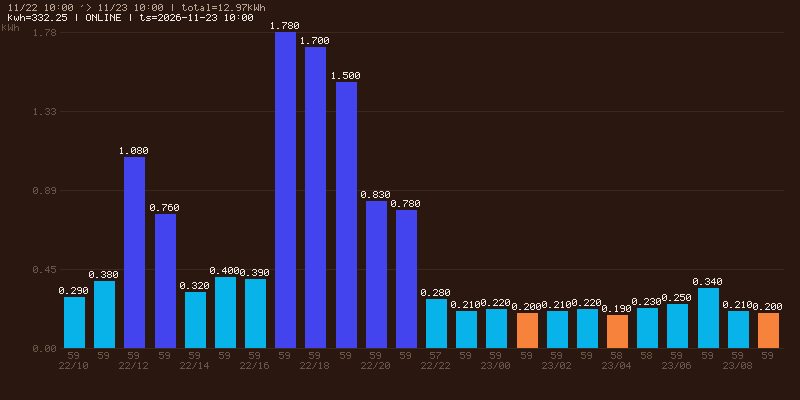 11/22 10:00 -> 11/23 10:00 | total=12.97kWh
Kwh=332.25 | ONLINE | ts=2026-11-23 10:00
kWh
1.78
1.33
0.89
0.45
0.00
0.290 0.380 1.080 0.760 0.320 0.400 0.390 1.780 1.700 1.500 0.830 0.780 0.280 0.210 0.220 0.200 0.210 0.220 0.190 0.230 0.250 0.340 0.210 0.200
59 59 59 59 59 59 59 59 59 59 59 59 57 59 59 59 59 59 58 58 59 59 59 59
22/10 22/12 22/14 22/16 22/18 22/20 22/22 23/00 23/02 23/04 23/06 23/08